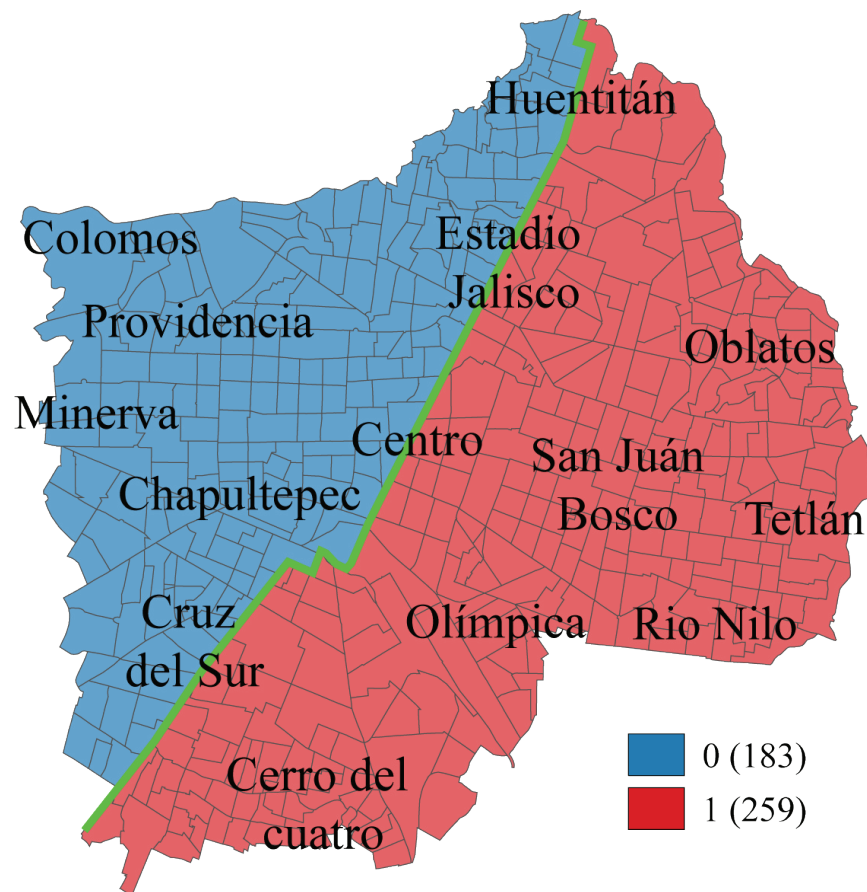 Huentitán
Colomos
Estadio
Jalisco
Providencia
Oblatos
Minerva
Centro
San Juán
Bosco
Chapultepec
Tetlán
Cruz
del Sur
Olímpica
Rio Nilo
0 (183)
1 (259)
Cerro del
cuatro